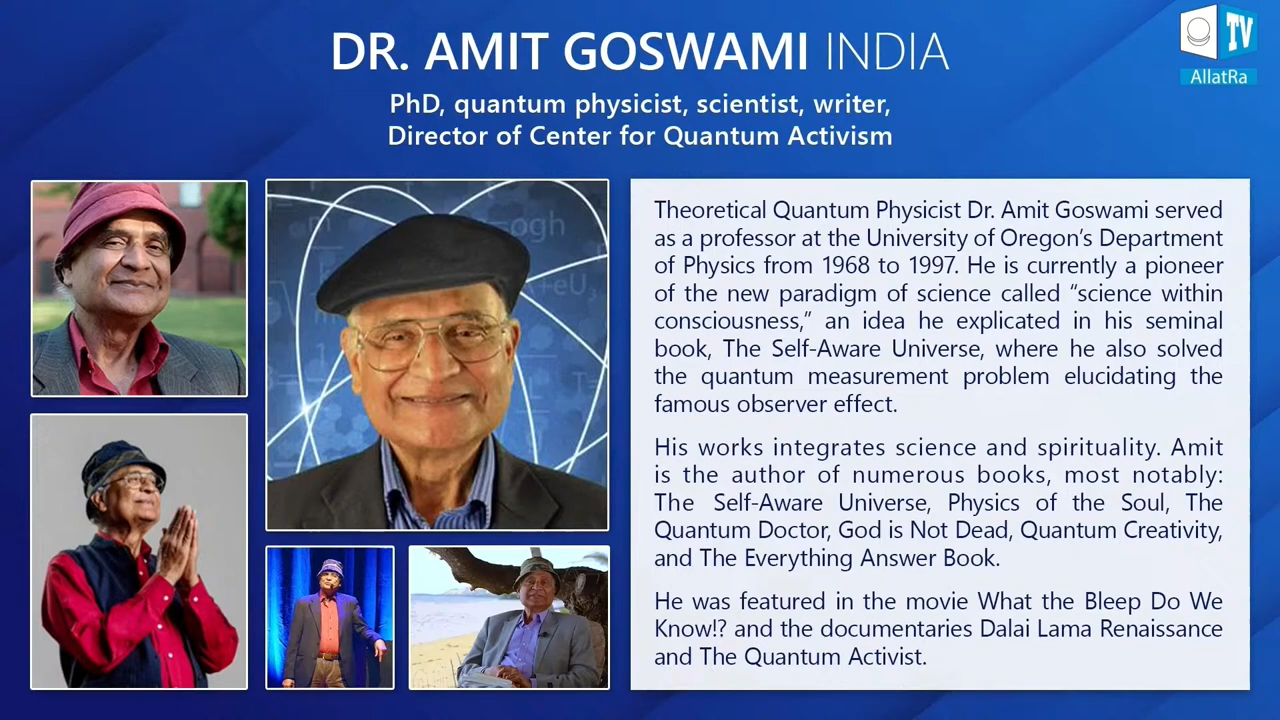 DR. AMIT GOSWAMI INDIA
PhD, quantum physicist, scientist, writer,
Director of Center for Quantum Activism
TV
AllatRa
Theoretical Quantum Physicist Dr. Amit Goswami served
as a professor at the University of Oregon’s Department
of Physics from 1968 to 1997. He is currently a pioneer
of the new paradigm of science called “science within
consciousness,” an idea he explicated in his seminal
book, The Self-Aware Universe, where he also solved
the quantum measurement problem elucidating the
famous observer effect.
His works integrates science and spirituality. Amit
is the author of numerous books, most notably:
The Self-Aware Universe, Physics of the Soul, The
Quantum Doctor, God is Not Dead, Quantum Creativity,
and The Everything Answer Book.
He was featured in the movie What the Bleep Do We
Know!? and the documentaries Dalai Lama Renaissance
and The Quantum Activist.